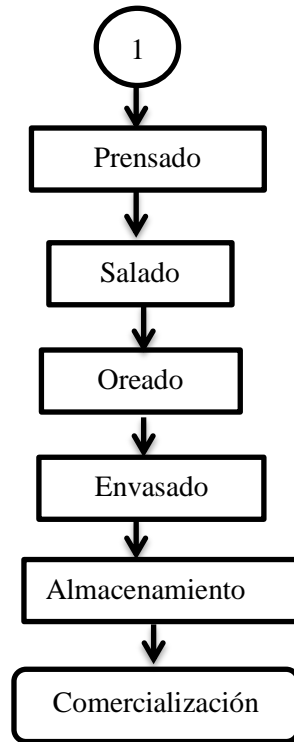 1
Prensado
Salado
Oreado
Envasado
Almacenamiento
Comercialización